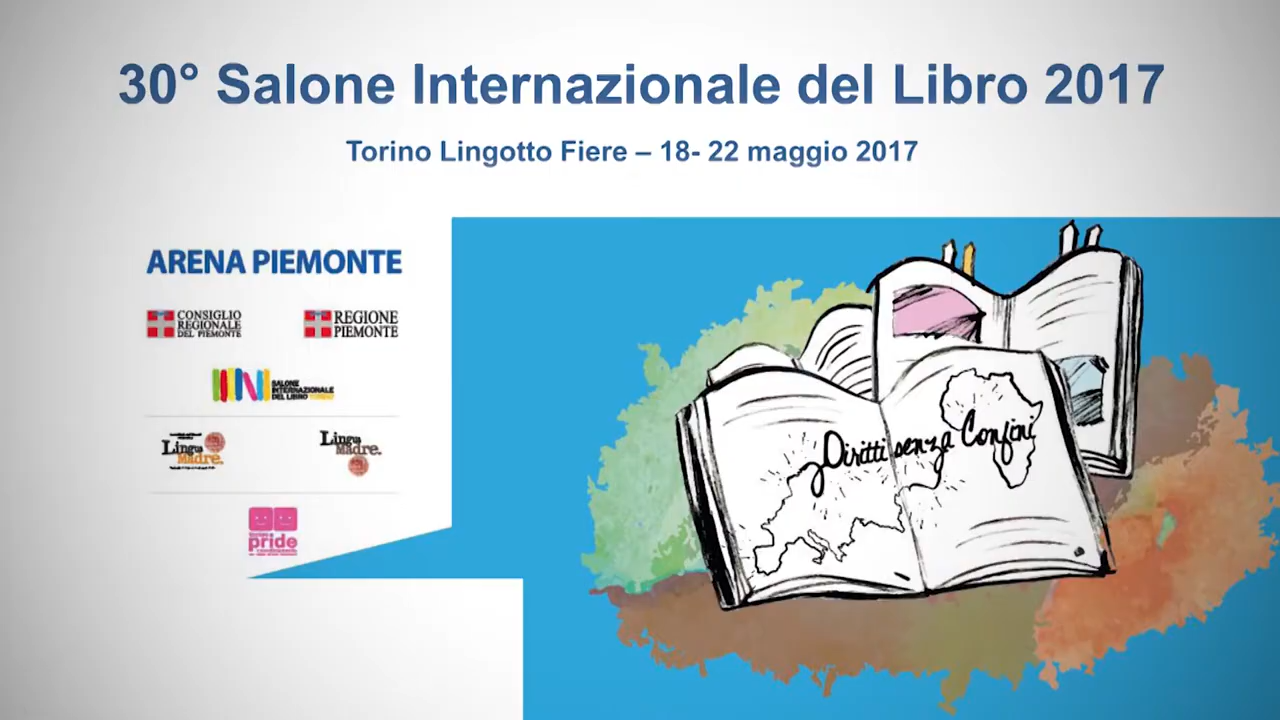 30° Salone Internazionale del Libro 2017
Torino Lingotto Fiere – 18- 22 maggio 2017
ARENA PIEMONTE
CONSIGLIO
REGIONALE
DEL PIEMONTE
REGIONE
PIEMONTE
SALONE
INTERNAZIONALE
DEL LIBRO TORINO
Lingua
Madre.
Lingua
Madre.
pride
Diritti senza Confini